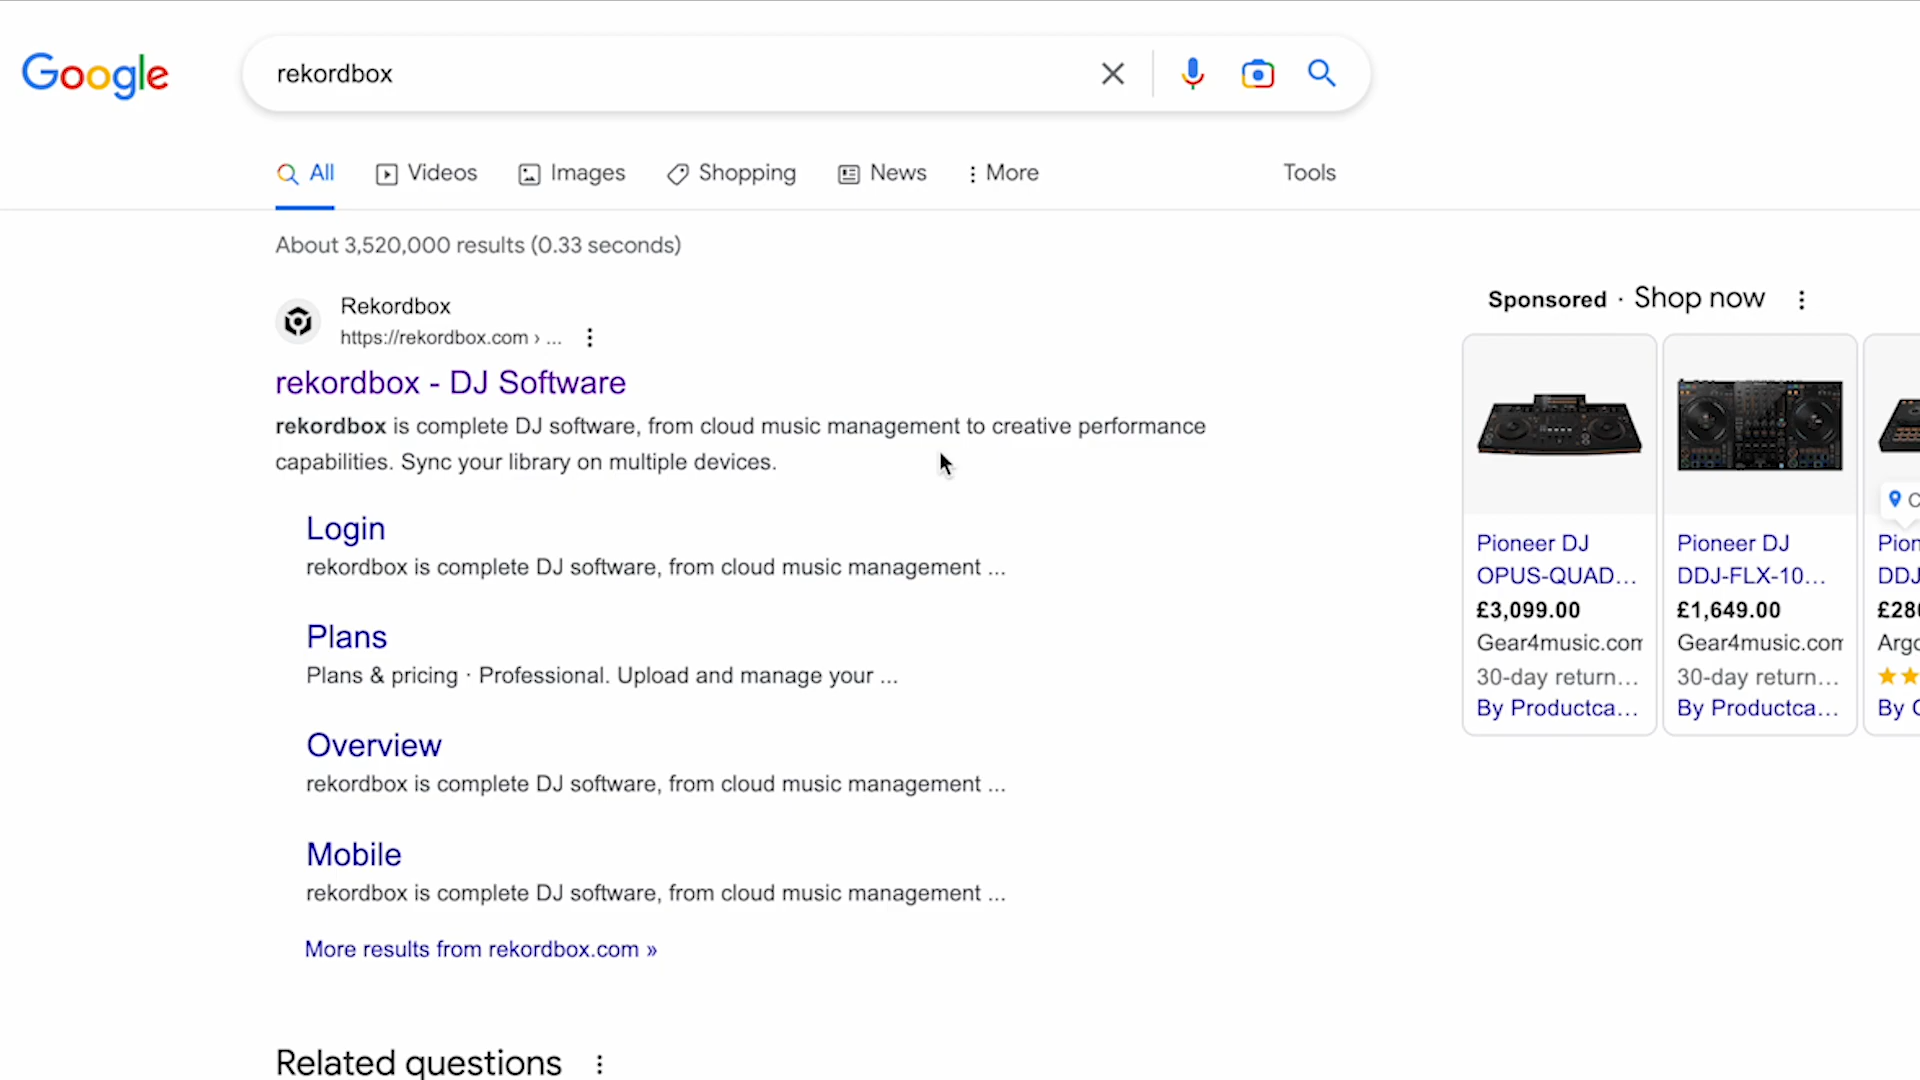 Google
rekordbox
All
Videos
Images
Shopping
News
More
Tools
About 3,520,000 results (0.33 seconds)
Rekordbox
https://rekordbox.com › ...
rekordbox - DJ Software
rekordbox is complete DJ software, from cloud music management to creative performance
capabilities. Sync your library on multiple devices.
Login
rekordbox is complete DJ software, from cloud music management ...
Plans
Plans & pricing · Professional. Upload and manage your ...
Overview
rekordbox is complete DJ software, from cloud music management ...
Mobile
rekordbox is complete DJ software, from cloud music management ...
More results from rekordbox.com »
Related questions
Sponsored · Shop now
Pioneer DJ
OPUS-QUAD...
£3,099.00
Gear4music.com
30-day return...
By Productca...
Pioneer DJ
DDJ-FLX-10...
£1,649.00
Gear4music.com
30-day return...
By Productca...
DDJ
By